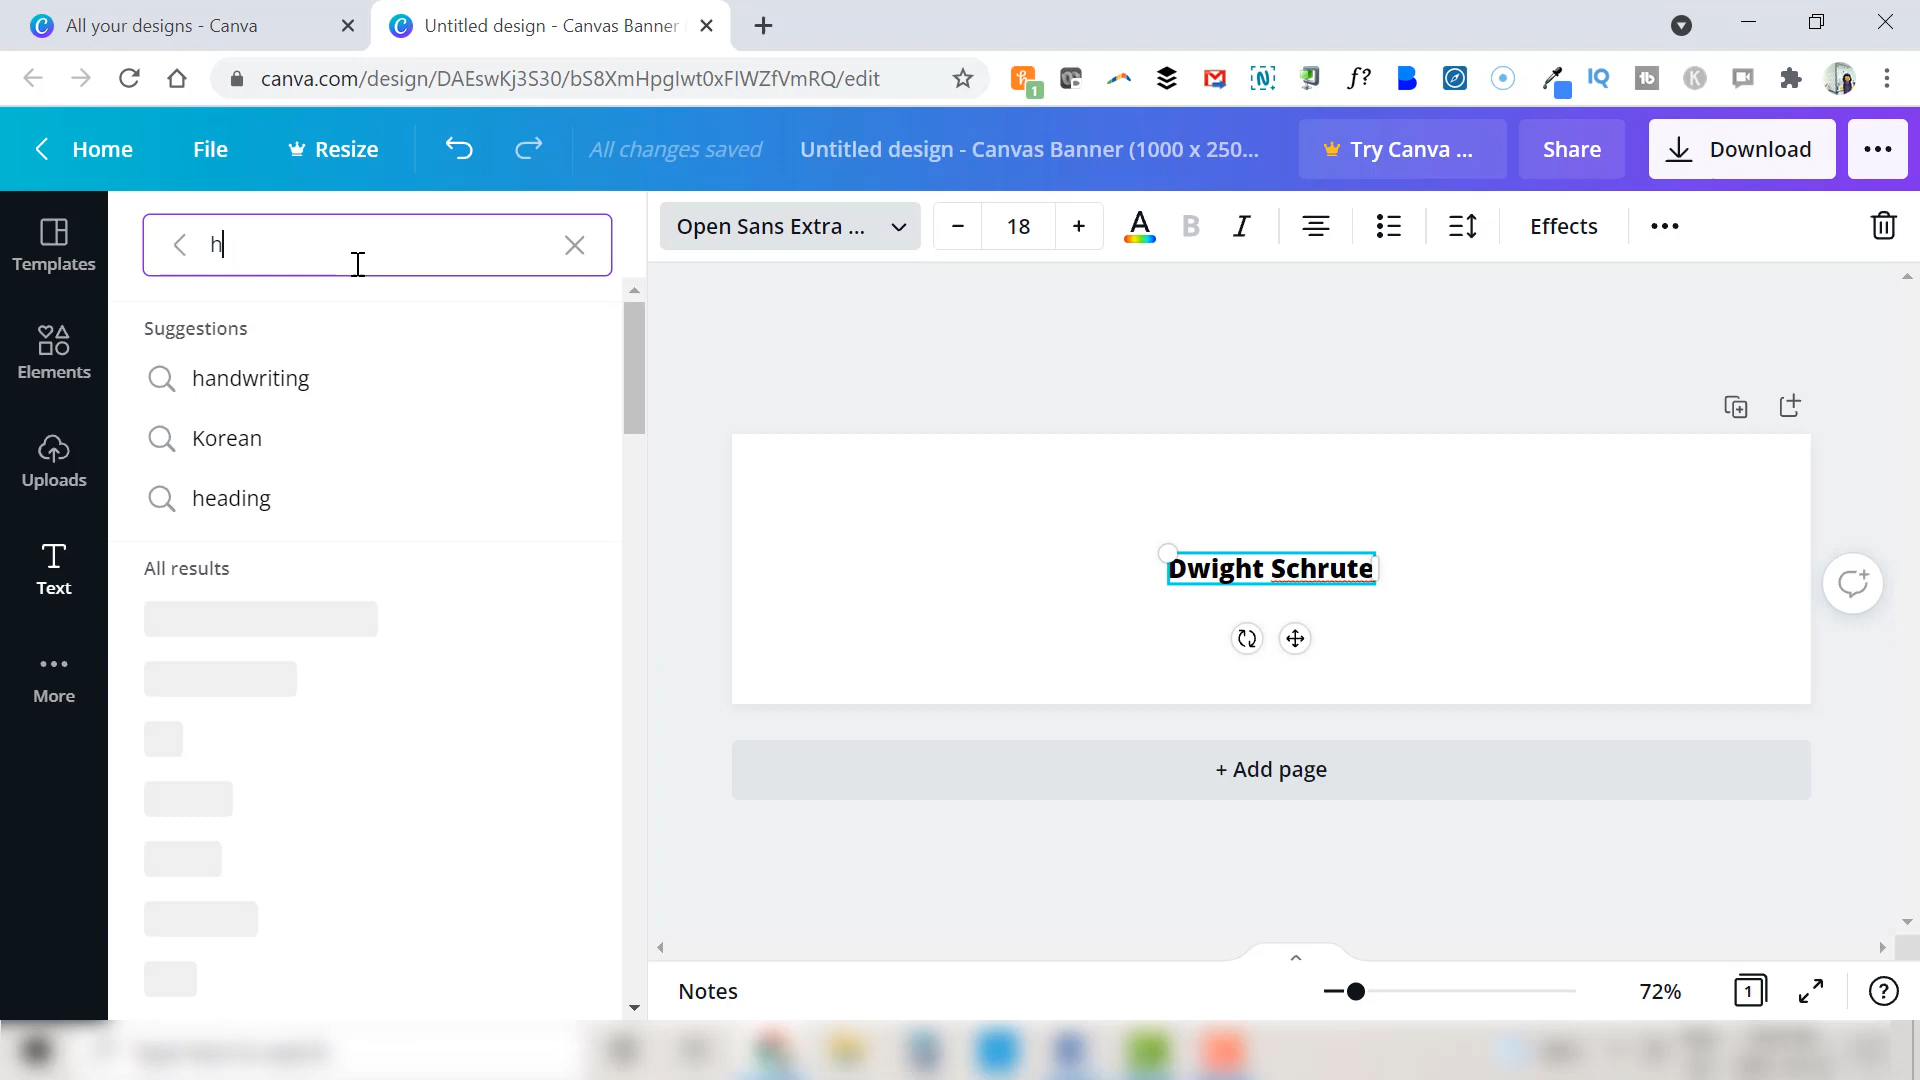 All your designs - Canva
Untitled design - Canvas Banner
canva.com/design/DAEswKj3S30/bS8XmHpgIwt0xFIWZfVmRQ/edit
1
Home
File
Resize
All changes saved
Untitled design - Canvas Banner (1000 x 250...
Try Canva ...
Share
Download
Templates
Elements
Uploads
Text
More
h
Suggestions
handwriting
Korean
heading
All results
Open Sans Extra ...
18
A
B
I
Effects
Dwight Schrute
+ Add page
Notes
72%
1